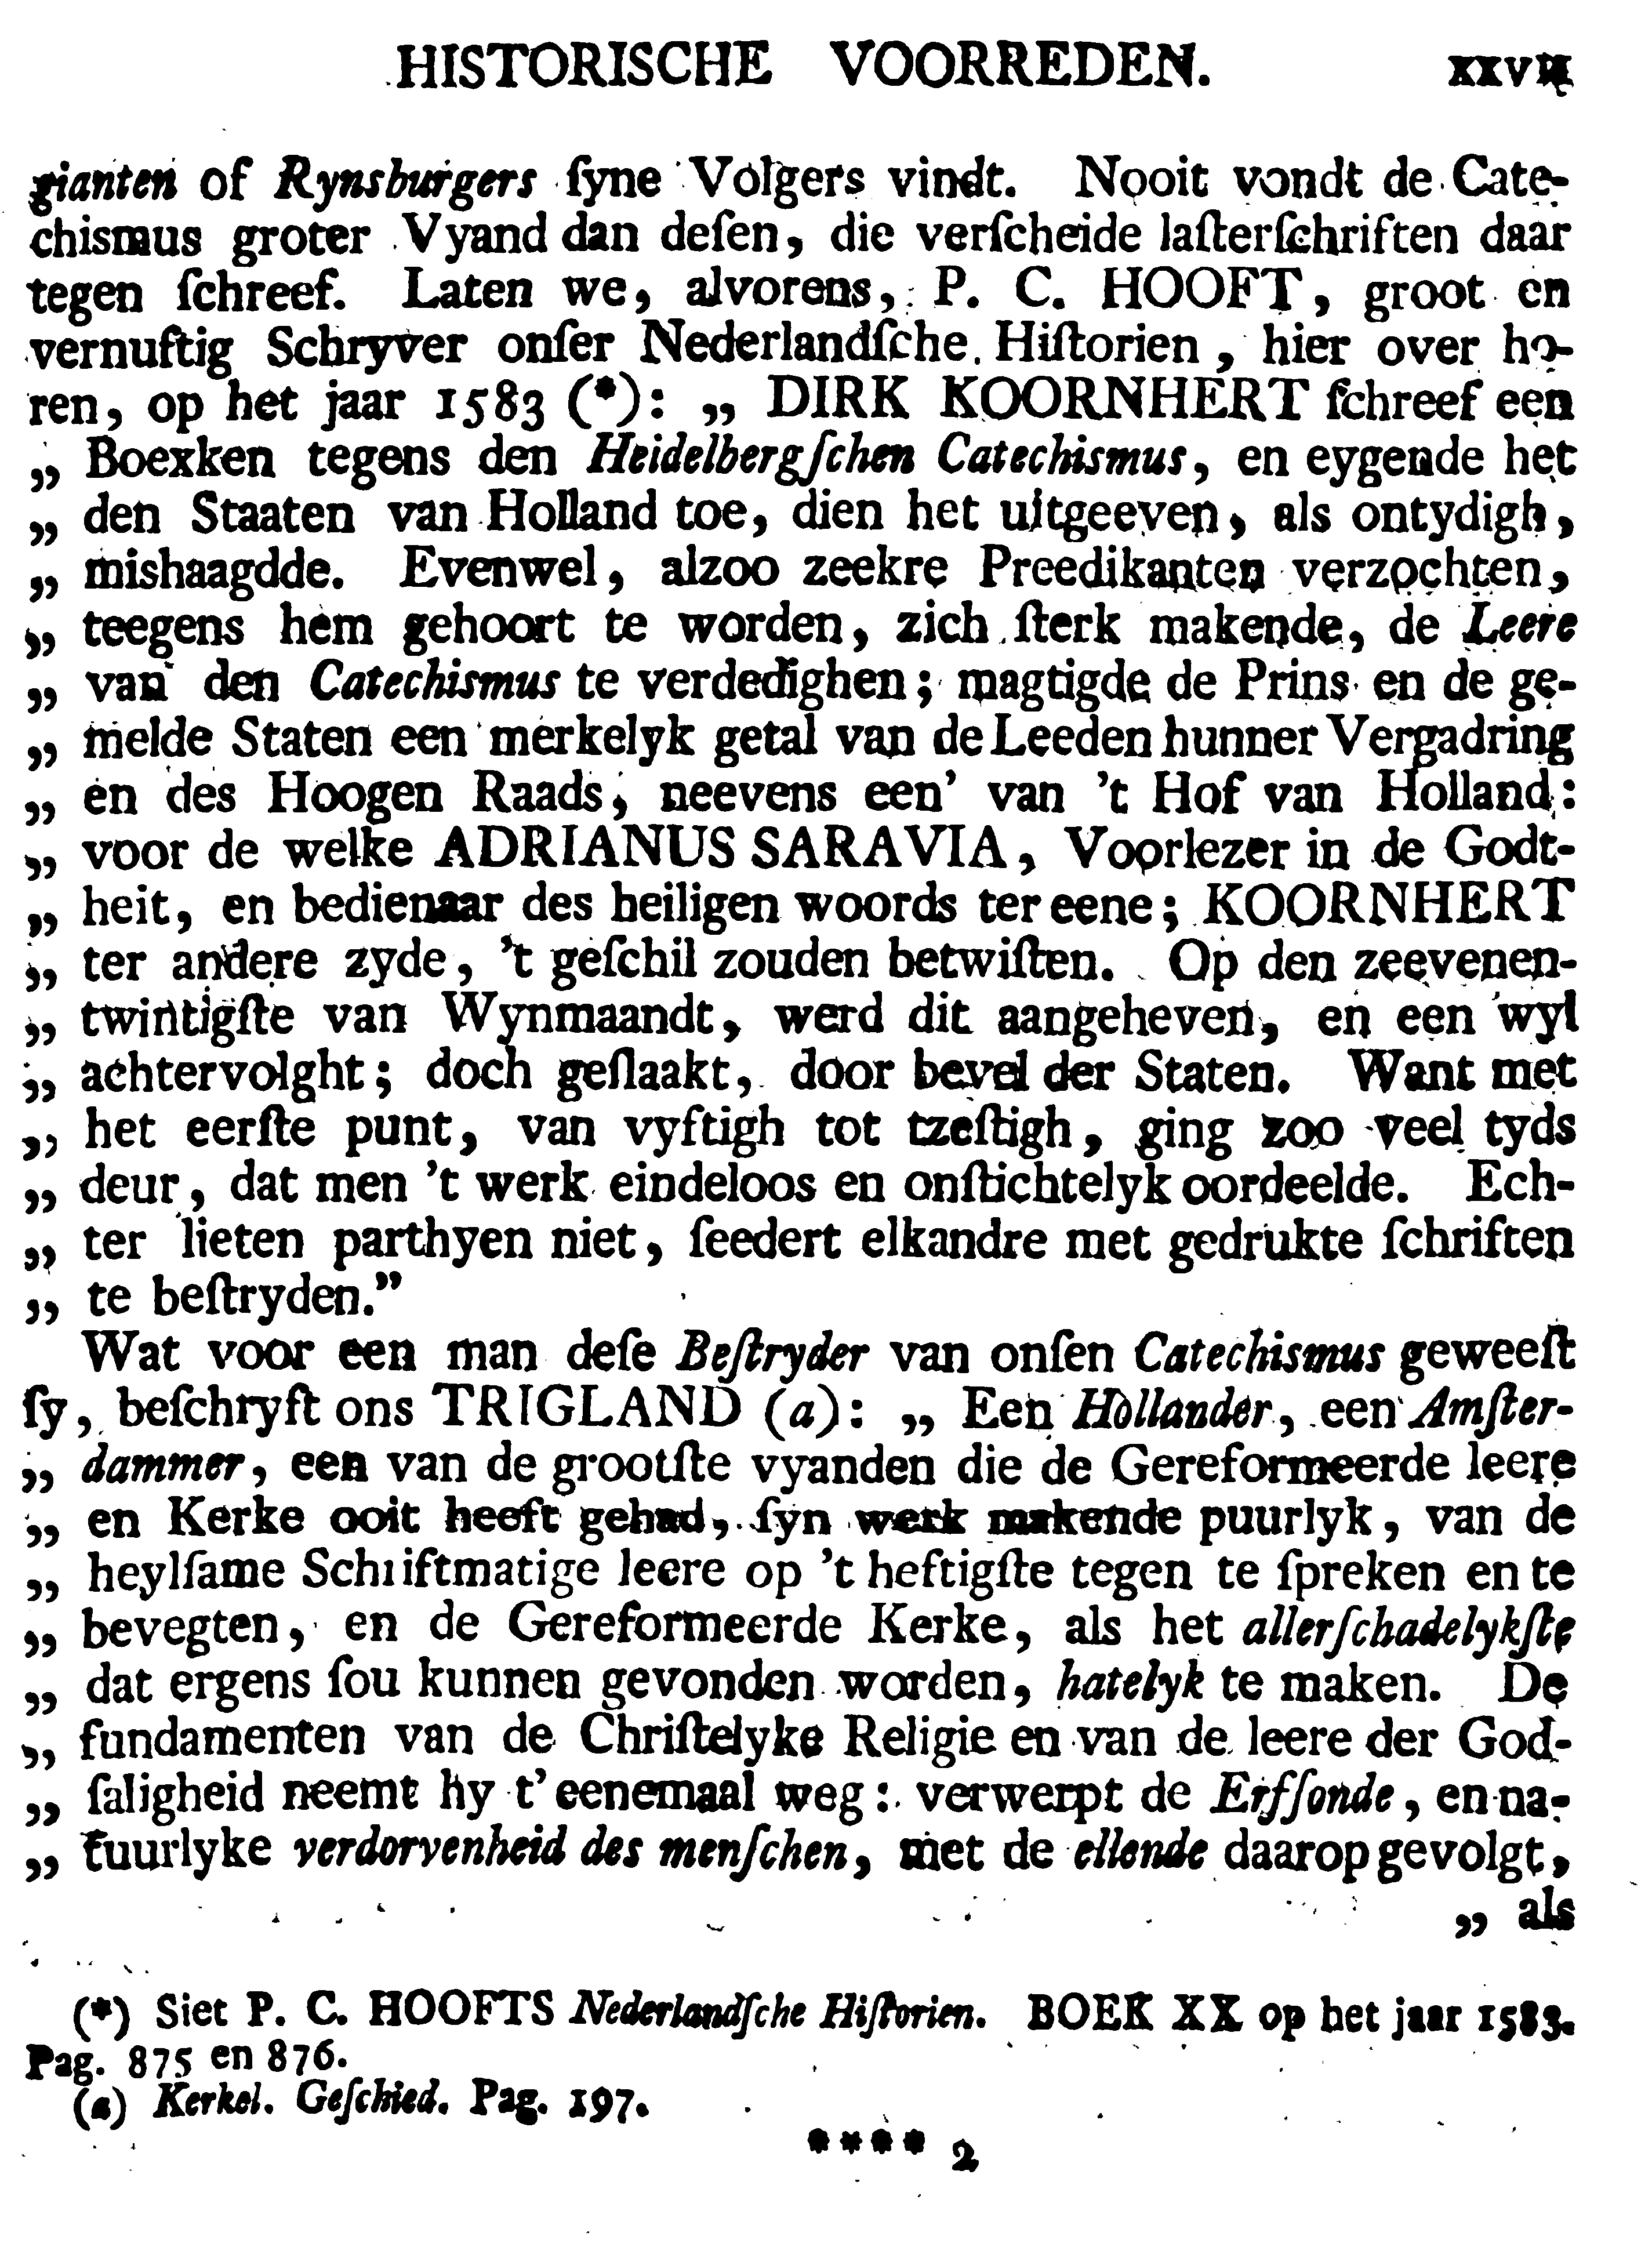 HISTORISCHE VOORREDEN. XXVII
gianten of Rynsburgers ſyne Volgers vindt. Nooit vondt de Cate-
chismus groter Vyand dan deſen, die verſcheide laſterſchriften daar
tegen ſchreef. Laten we, alvorens, P. C. HOOFT, groot en
vernuftig Schryver onſer Nederlandſche Hiſtorien, hier over ho-
ren, op het jaar 1583 (*): „ DIRK KOORNHERT ſchreef een
„ Boexken tegens den Heidelbergſchen Catechismus, en eygende het
„ den Staaten van Holland toe, dien het uitgeeven, als ontydigh,
„ mishaagdde. Evenwel, alzoo zeekre Preedikanten verzochten,
„ teegens hem gehoort te worden, zich ſterk makende, de Leere
„ van den Catechismus te verdedighen; magtigde de Prins en de ge-
„ melde Staten een merkelyk getal van de Leeden hunner Vergadring
„ en des Hoogen Raads, neevens een' van 't Hof van Holland:
„ voor de welke ADRIANUS SARAVIA, Voorlezer in de Godt-
„ heit, en bedienaar des heiligen woords ter eene; KOORNHERT
„ ter andere zyde, 't geſchil zouden betwiſten. Op den zeevenen-
„ twintigſte van Wynmaandt, werd dit aangeheven, en een wyl
„ achtervolght; doch geſlaakt, door bevel der Staten. Want met
„ het eerſte punt, van vyftigh tot tzeſtigh, ging zoo veel tyds
„ deur, dat men 't werk eindeloos en onſtichtelyk oordeelde. Ech-
„ ter lieten parthyen niet, ſeedert elkandre met gedrukte ſchriften
„ te beſtryden.”
Wat voor een man deſe Beſtryder van onſen Catechismus geweeſt
ſy, beſchryft ons TRIGLAND (a): „ Een Hollander, een Amſter-
„ dammer, een van de grootſte vyanden die de Gereformeerde leere
„ en Kerke ooit heeft gehad, ſyn werk makende puurlyk, van de
„ heylſame Schriftmatige leere op 't heftigſte tegen te ſpreken en te
„ bevegten, en de Gereformeerde Kerke, als het allerſchadelykſte
„ dat ergens ſou kunnen gevonden worden, hatelyk te maken. De
„ fundamenten van de Chriſtelyke Religie en van de leere der God-
„ ſaligheid neemt hy t' eenemaal weg: verwerpt de Erfſonde, en na-
„ tuurlyke verdorvenheid des menſchen, met de ellende daarop gevolgt,
„ als
(*) Siet P. C. HOOFTS Nederlandſche Hiſtorien. BOEK XX op het jaar 1583.
Pag. 875 en 876.
(a) Kerkel. Geſchied. Pag. 197.
**** 2